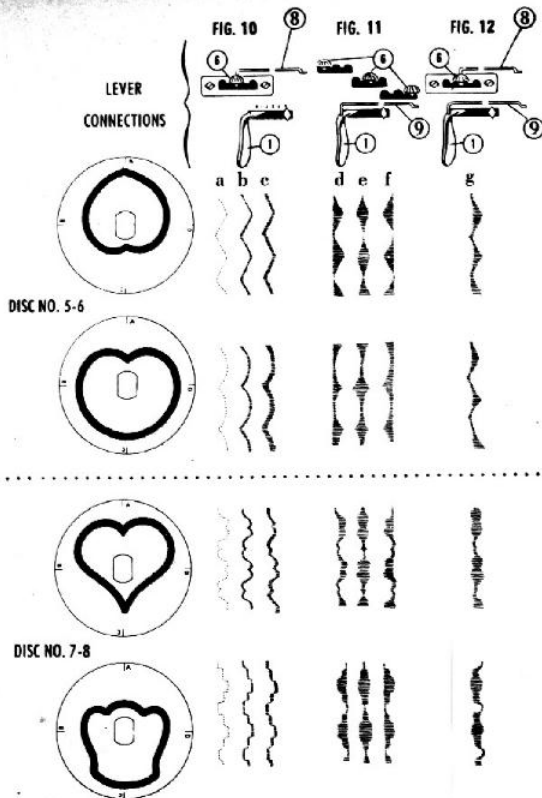 FIG. 10
FIG. 11
FIG. 12
8
6
6
6
8
LEVER
CONNECTIONS
1
1
9
1
9
a b c d e f g
A
DISC NO. 5-6
A
D
A
DISC NO. 7-8
A
D